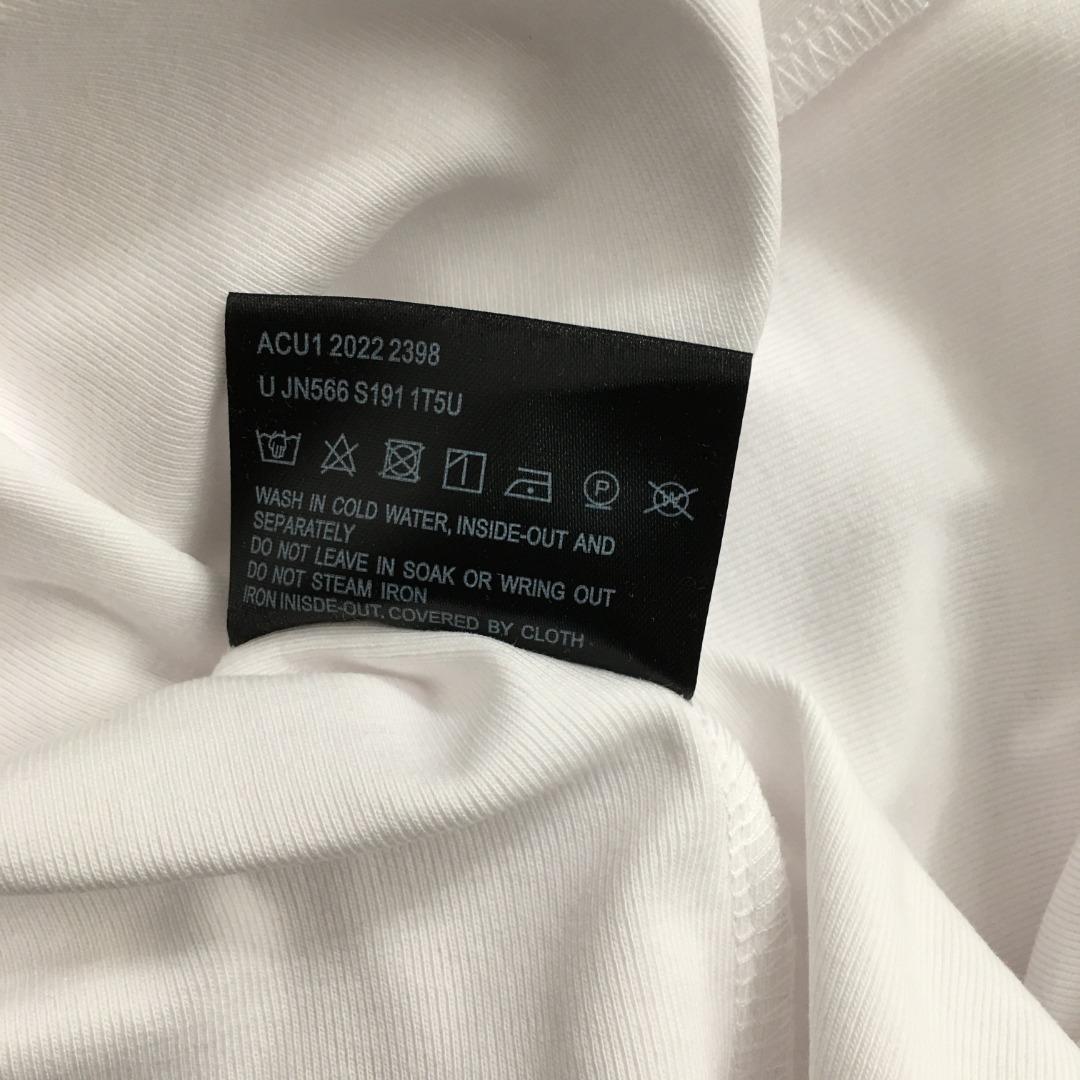 ACU1 2022 2398
U JN566 S191 1T5U
P
W
WASH IN COLD WATER, INSIDE-OUT AND
SEPARATELY
DO NOT LEAVE IN SOAK OR WRING OUT
DO NOT STEAM IRON
IRON INISDE-OUT. COVERED BY CLOTH